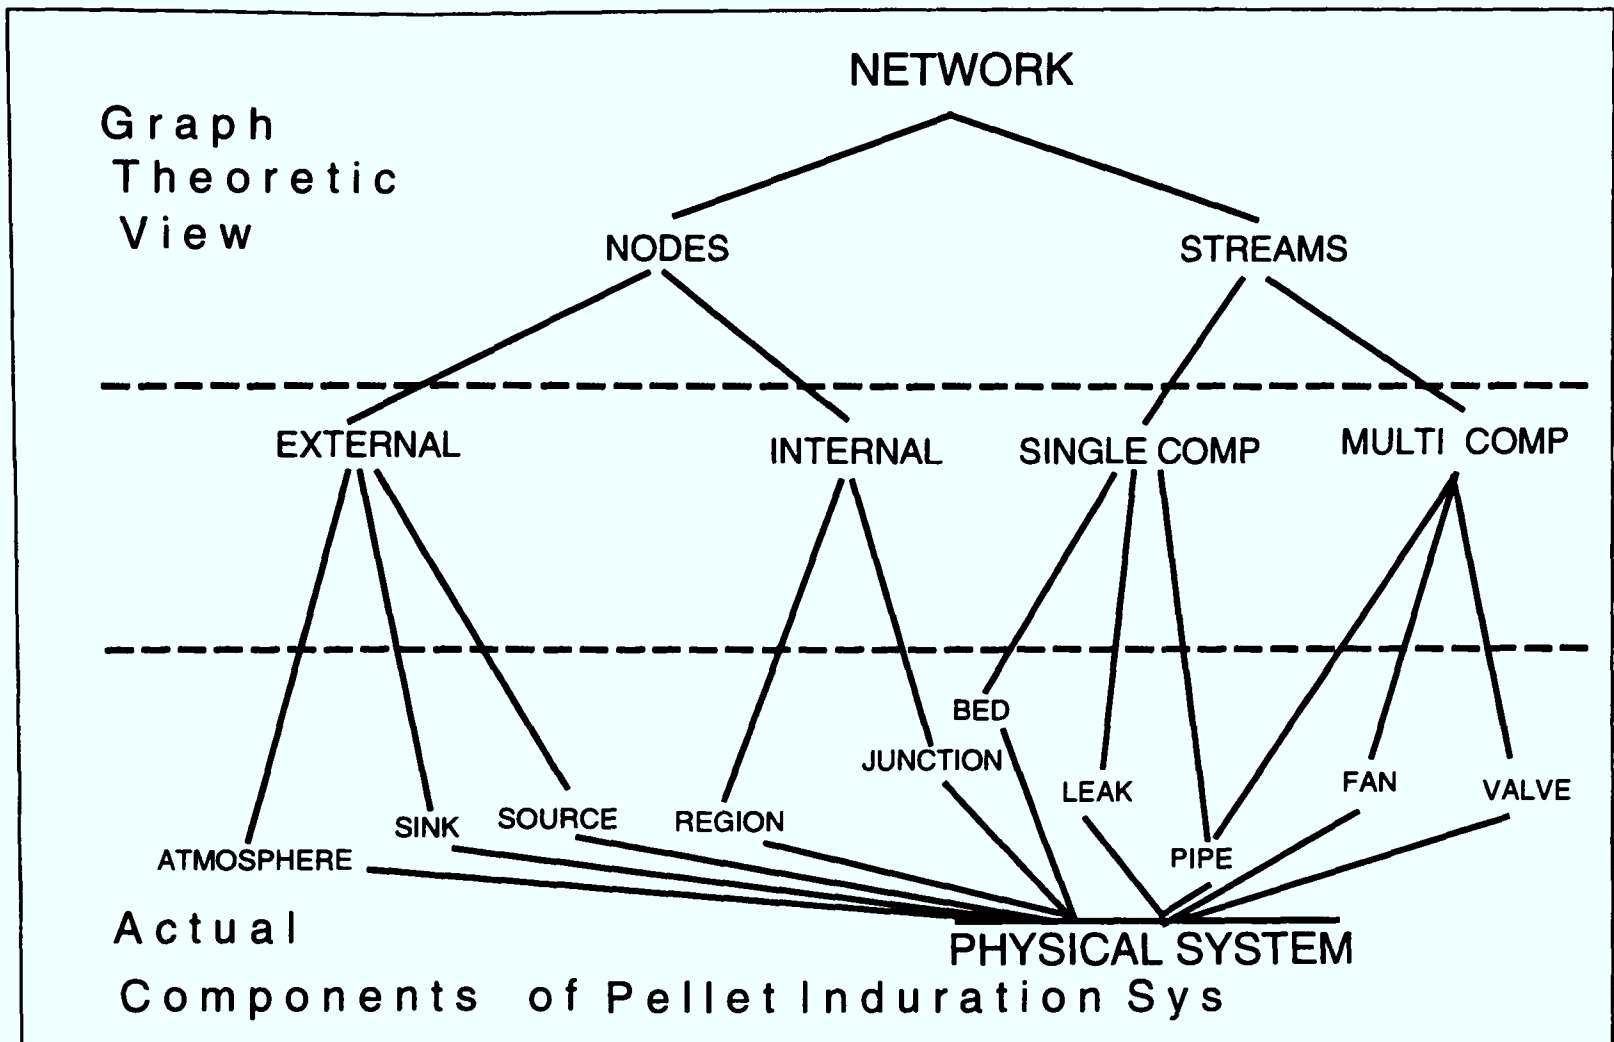 NETWORK
Graph
Theoretic
View
NODES
STREAMS
EXTERNAL
INTERNAL
SINGLE COMP
MULTI COMP
BED
JUNCTION
LEAK
FAN
VALVE
SINK
SOURCE
REGION
ATMOSPHERE
PIPE
Actual
PHYSICAL SYSTEM
Components of Pellet Induration Sys